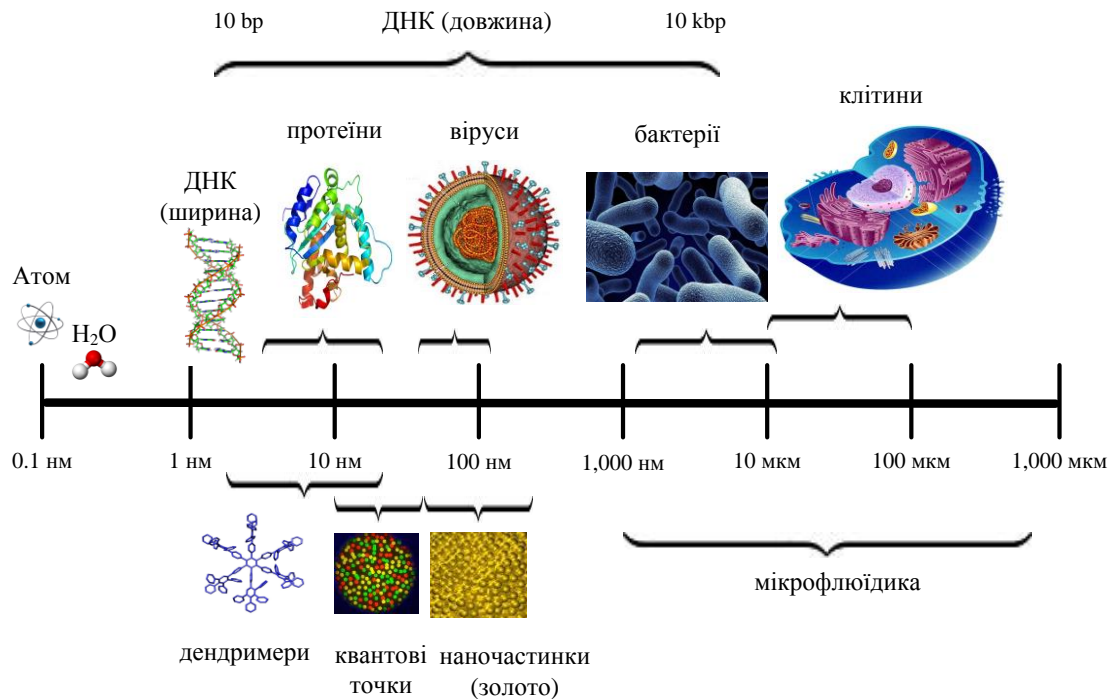 10 bp ДНК (довжина) 10 kbp
клітини
протеїни віруси бактерії
ДНК
(ширина)
Атом
H₂O
0.1 нм 1 нм 10 нм 100 нм 1,000 нм 10 мкм 100 мкм 1,000 мкм
мікрофлюїдика
дендримери квантові наночастинки
точки (золото)